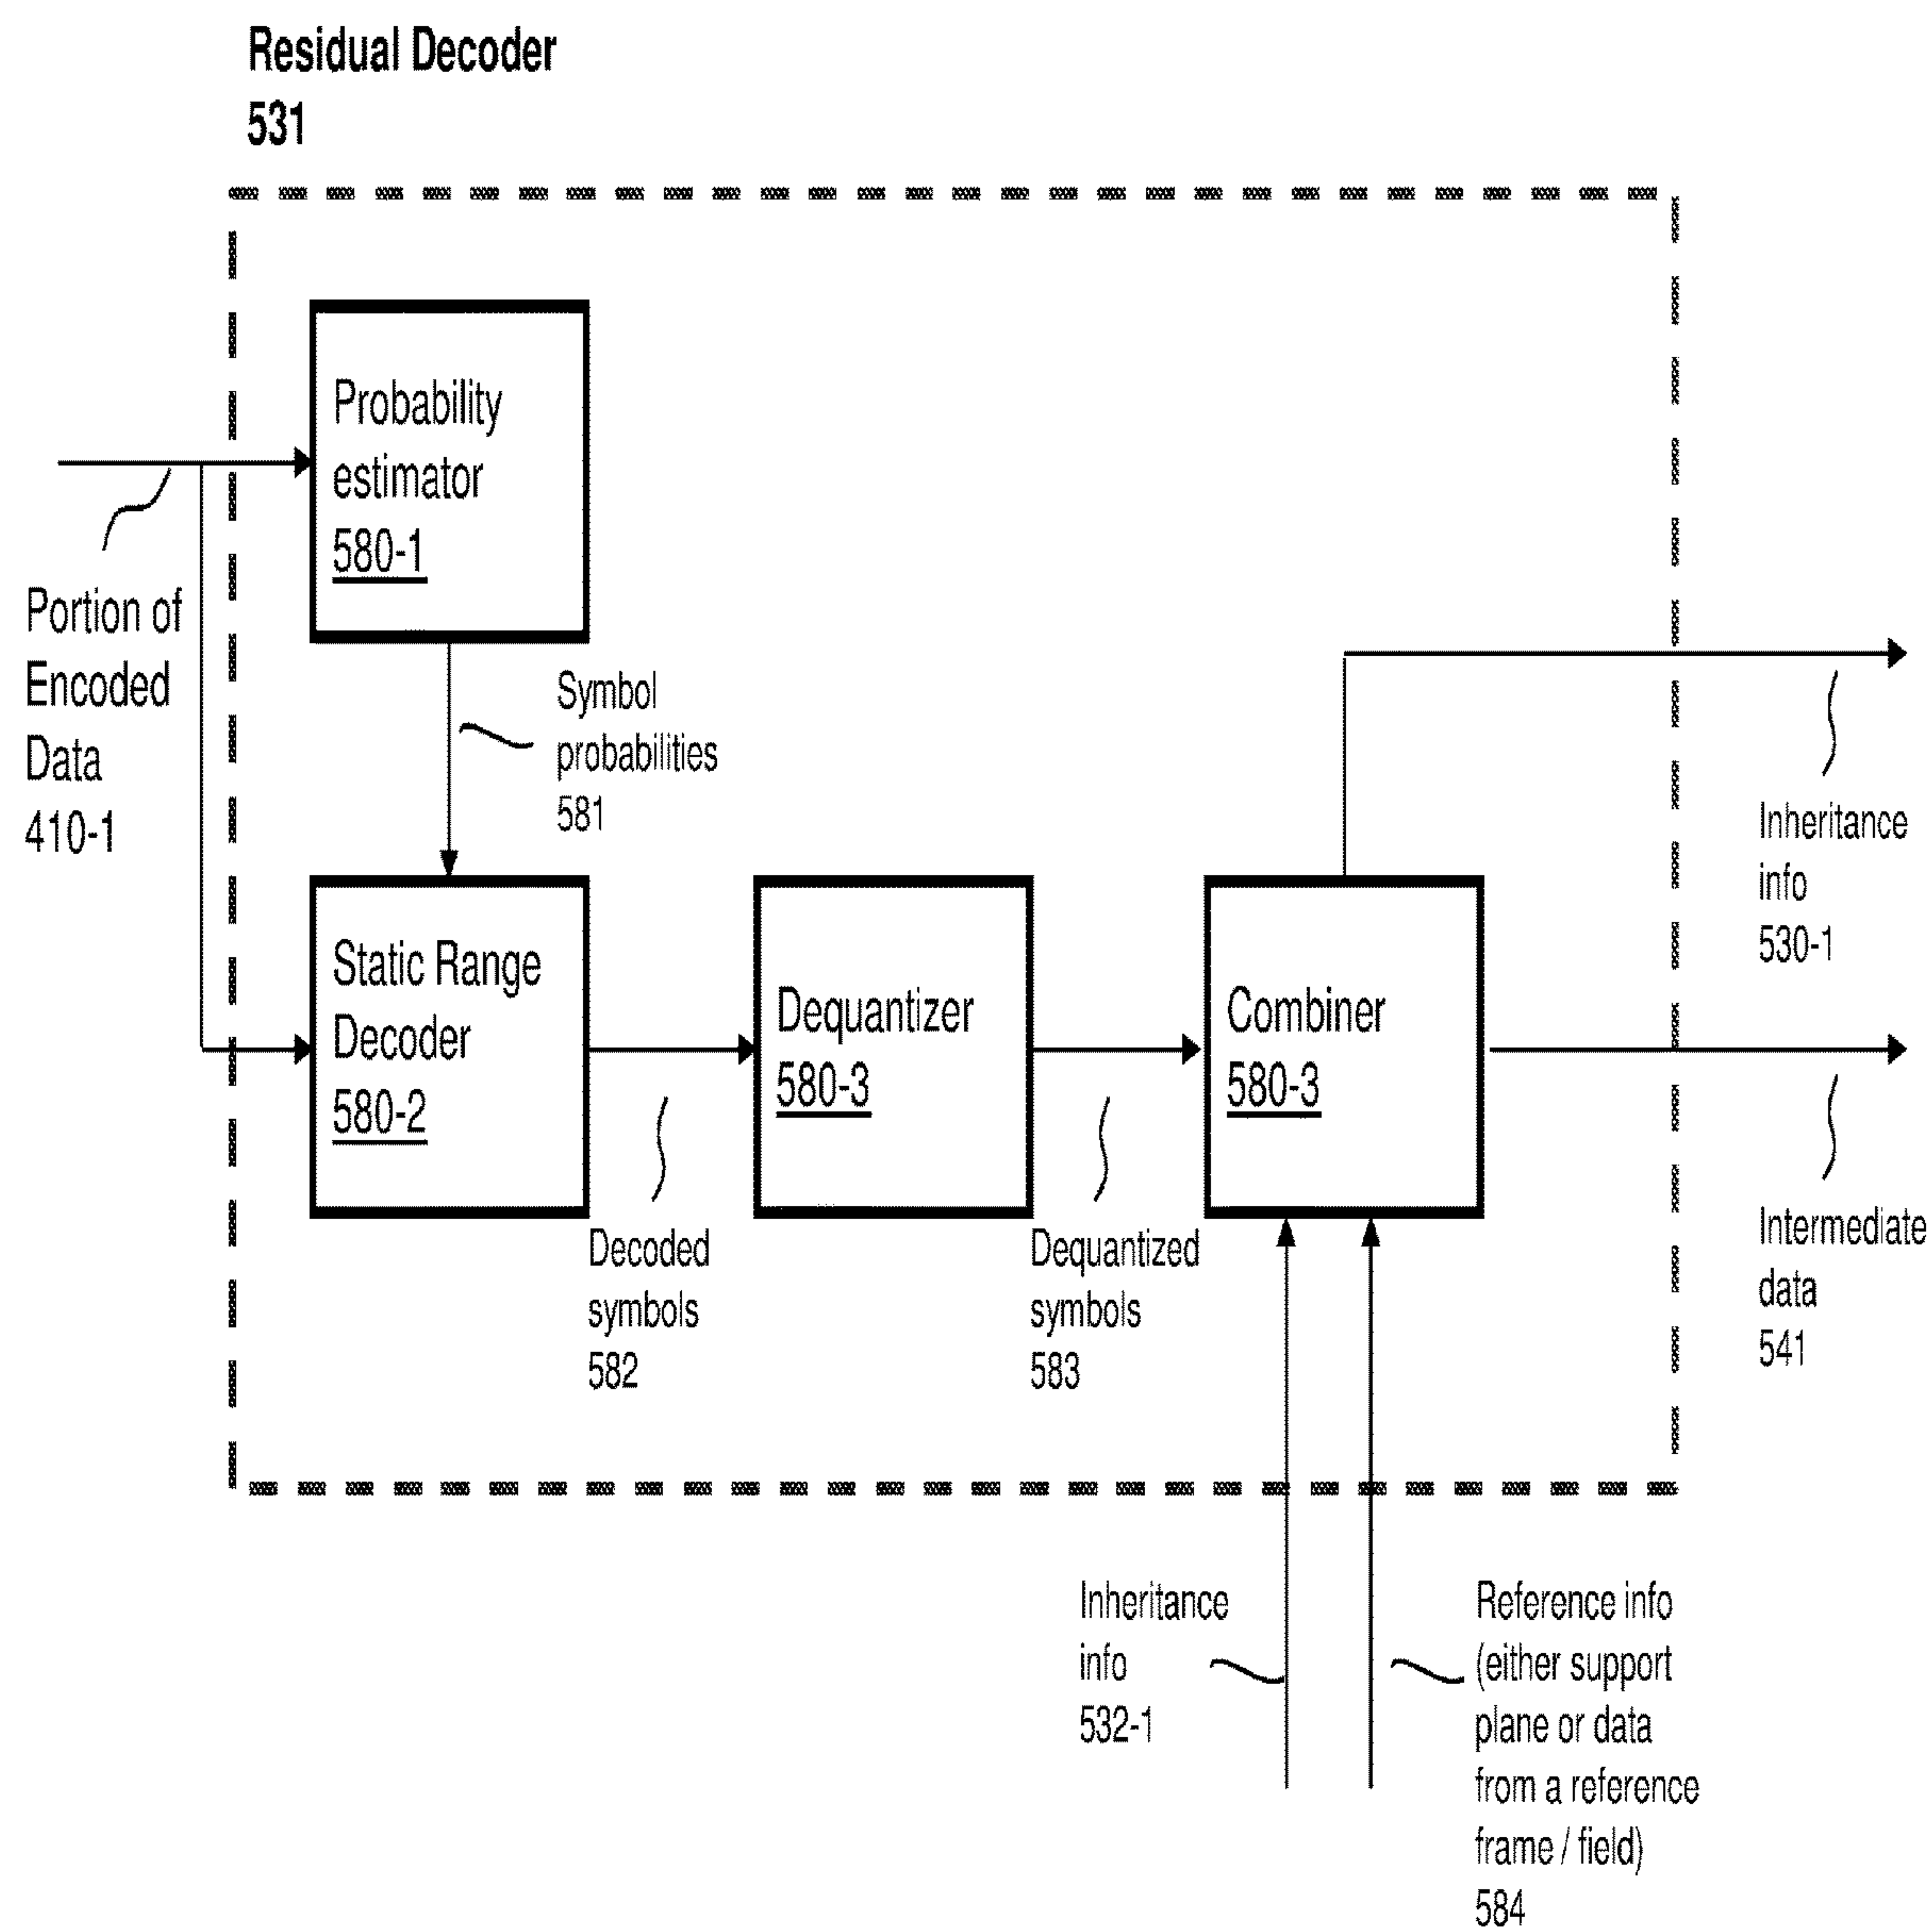 Residual Decoder
531
Probability
estimator
580-1
Portion of
Encoded
Data
410-1
Symbol
probabilities
581
Inheritance
info
530-1
Static Range
Decoder
580-2
Dequantizer
580-3
Combiner
580-3
Decoded
symbols
582
Dequantized
symbols
583
Intermediate
data
541
Inheritance
info
532-1
Reference info
(either support
plane or data
from a reference
frame / field)
584